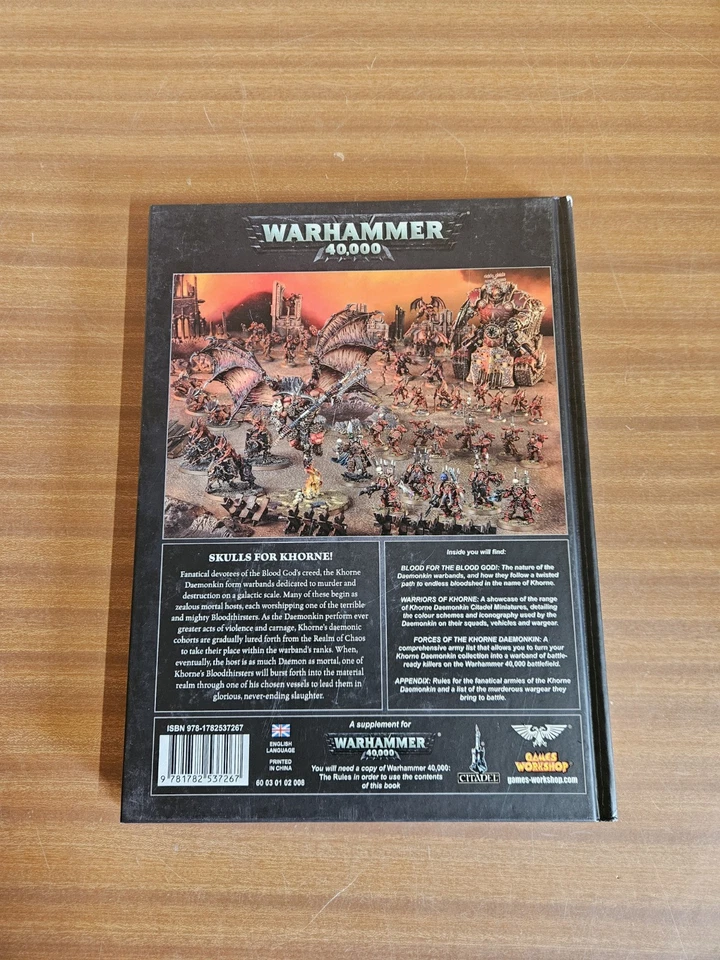 WARHAMMER
40,000
SKULLS FOR KHORNE!
Fanatical devotees of the Blood God's creed, the Khorne
Daemonkin form warbands dedicated to murder and
destruction on a galactic scale. Many of these begin as
zealous mortal hosts, each worshipping one of the terrible
and mighty Bloodthirsters. As the Daemonkin perform ever
greater acts of violence and carnage, Khorne's daemonic
cohorts are gradually lured forth from the Realm of Chaos
to take their place within the warband's ranks. When,
eventually, the host is as much Daemon as mortal, one of
Khorne's Bloodthirsters will burst forth into the material
realm through one of his chosen vessels to lead them in
glorious, never-ending slaughter.
Inside you will find:
BLOOD FOR THE BLOOD GOD!: The nature of the
Daemonkin warbands, and how they follow a twisted
path to endless bloodshed in the name of Khorne.
WARRIORS OF KHORNE: A showcase of the range
of Khorne Daemonkin Citadel Miniatures, detailing
the colour schemes and iconography used by the
Daemonkin on their squads, vehicles and wargear.
FORCES OF THE KHORNE DAEMONKIN: A
comprehensive army list that allows you to turn your
Khorne Daemonkin collection into a warband of battle-
ready killers on the Warhammer 40,000 battlefield.
APPENDIX: Rules for the fanatical armies of the Khorne
Daemonkin and a list of the murderous wargear they
bring to battle.
ISBN 978-1782537267
9 781782 537267
ENGLISH
LANGUAGE
PRINTED
IN CHINA
60 03 01 02 008
A supplement for
WARHAMMER
40,000
You will need a copy of Warhammer 40,000:
The Rules in order to use the contents
of this book
CITADEL
GAMES
WORKSHOP
games-workshop.com